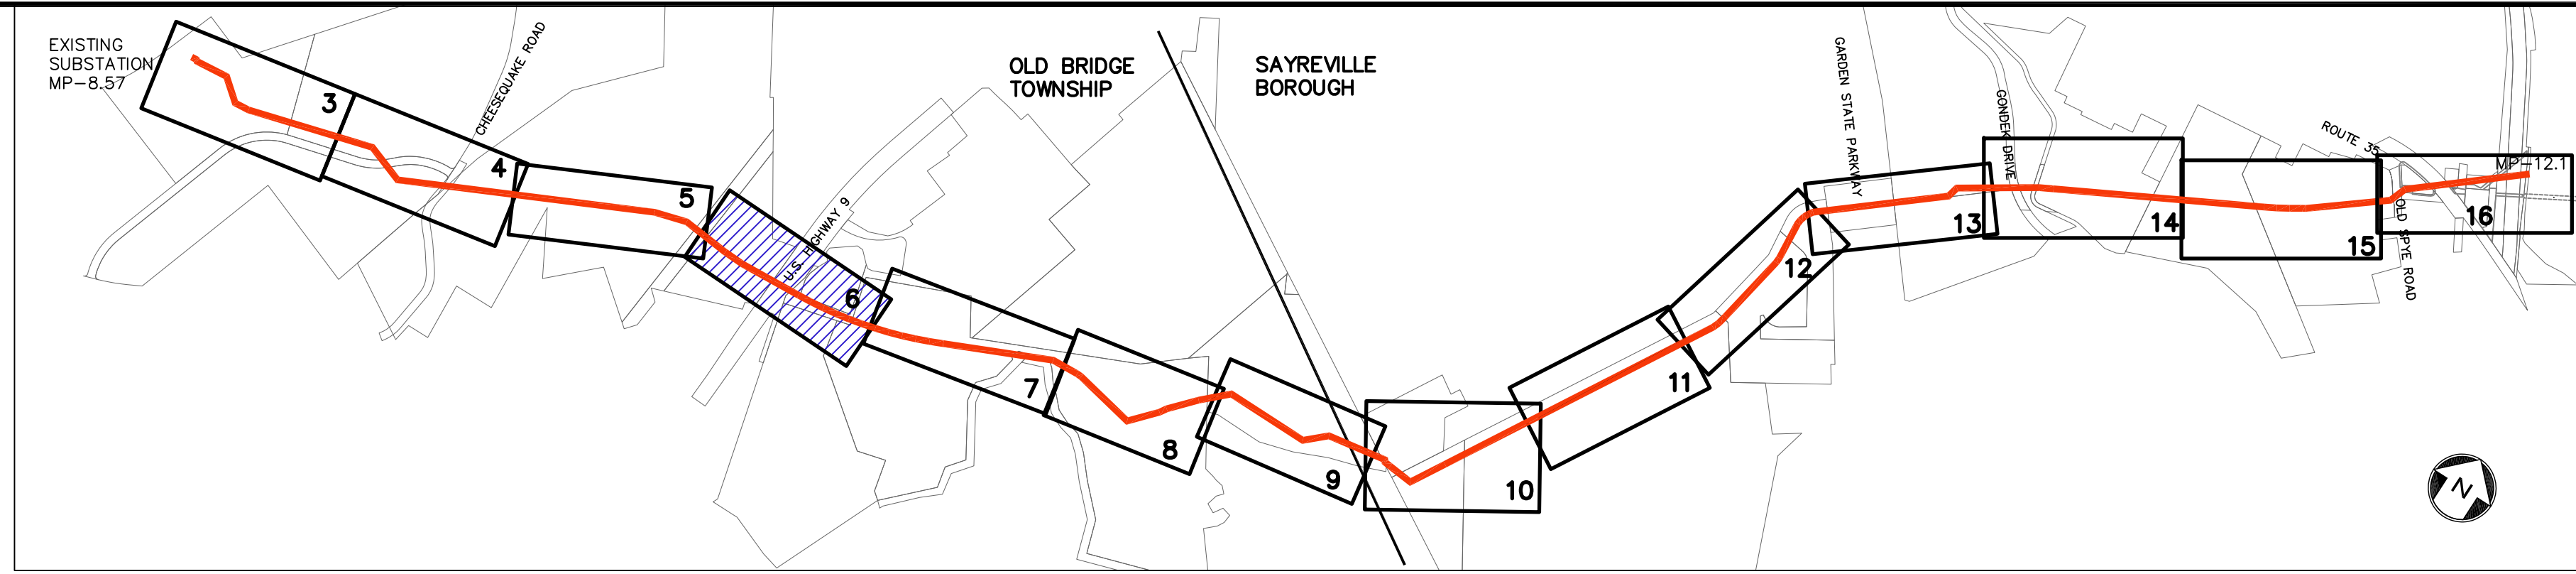 EXISTING
SUBSTATION
MP-8.57
3
CHEESEQUAKE ROAD
4
5
U.S. HIGHWAY 9
6
OLD BRIDGE
TOWNSHIP
SAYREVILLE
BOROUGH
7
8
9
10
11
12
GARDEN STATE PARKWAY
13
GONDEK DRIVE
14
15
ROUTE 35
OLD SPYE ROAD
MP-12.1
16
N